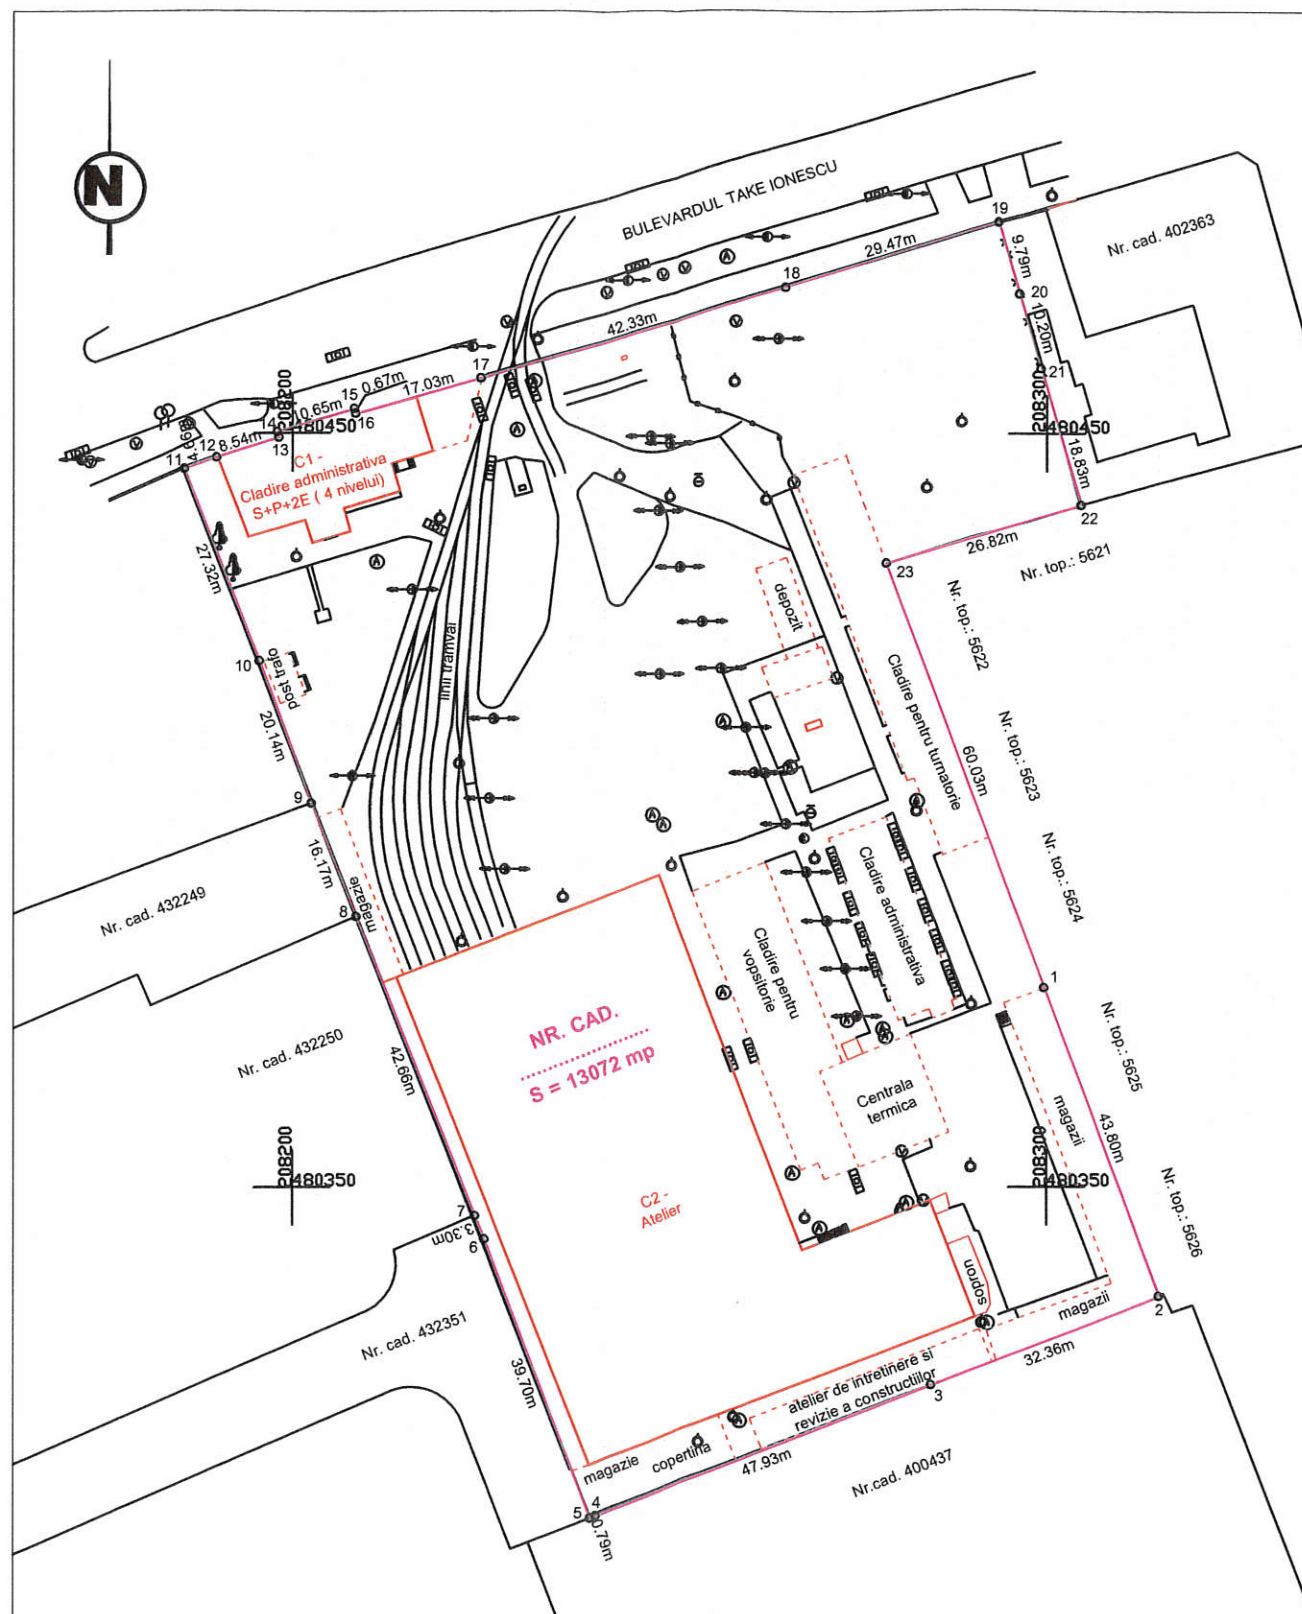 N
BULEVARDUL TAKE IONESCU
19
Nr. cad. 402363
29.47m
9.79m
18
20
42.33m
10.20m
17
21
0.67m
15
17.03m
16
10.65m
14
13
208200
480450
208300
480450
12
8.54m
11
C1 -
Cladire administrativa
S+P+2E ( 4 nivelui)
18.83m
22
26.82m
Nr. top.: 5621
23
27.32m
depozit
Nr. top.: 5622
linii tramvai
10
post trafo
Cladire pentru turnatorie
20.14m
Nr. top.: 5623
60.03m
9
16.17m
magazie
Nr. cad. 432249
8
Cladire administrativa
Nr. top.: 5624
Cladire pentru
vopsitorie
1
NR. CAD.
......................
S = 13072 mp
Nr. cad. 432250
42.66m
Nr. top.: 5625
Centrala
termica
magazii
43.80m
208200
480350
208300
480350
C2 -
Atelier
Nr. top.: 5626
7
3.30m
6
sopron
magazii
2
Nr. cad. 432351
32.36m
39.70m
atelier de intretinere si
revizie a constructiilor
3
copertina
magazie
47.93m
Nr.cad. 400437
4
5
0.79m